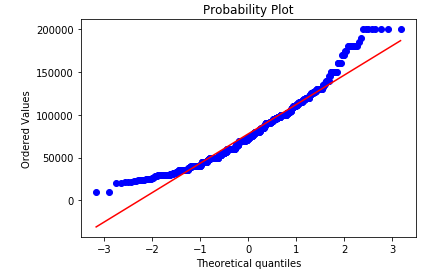 Probability Plot
Ordered Values
200000
150000
100000
50000
0
−3 −2 −1 0 1 2 3
Theoretical quantiles